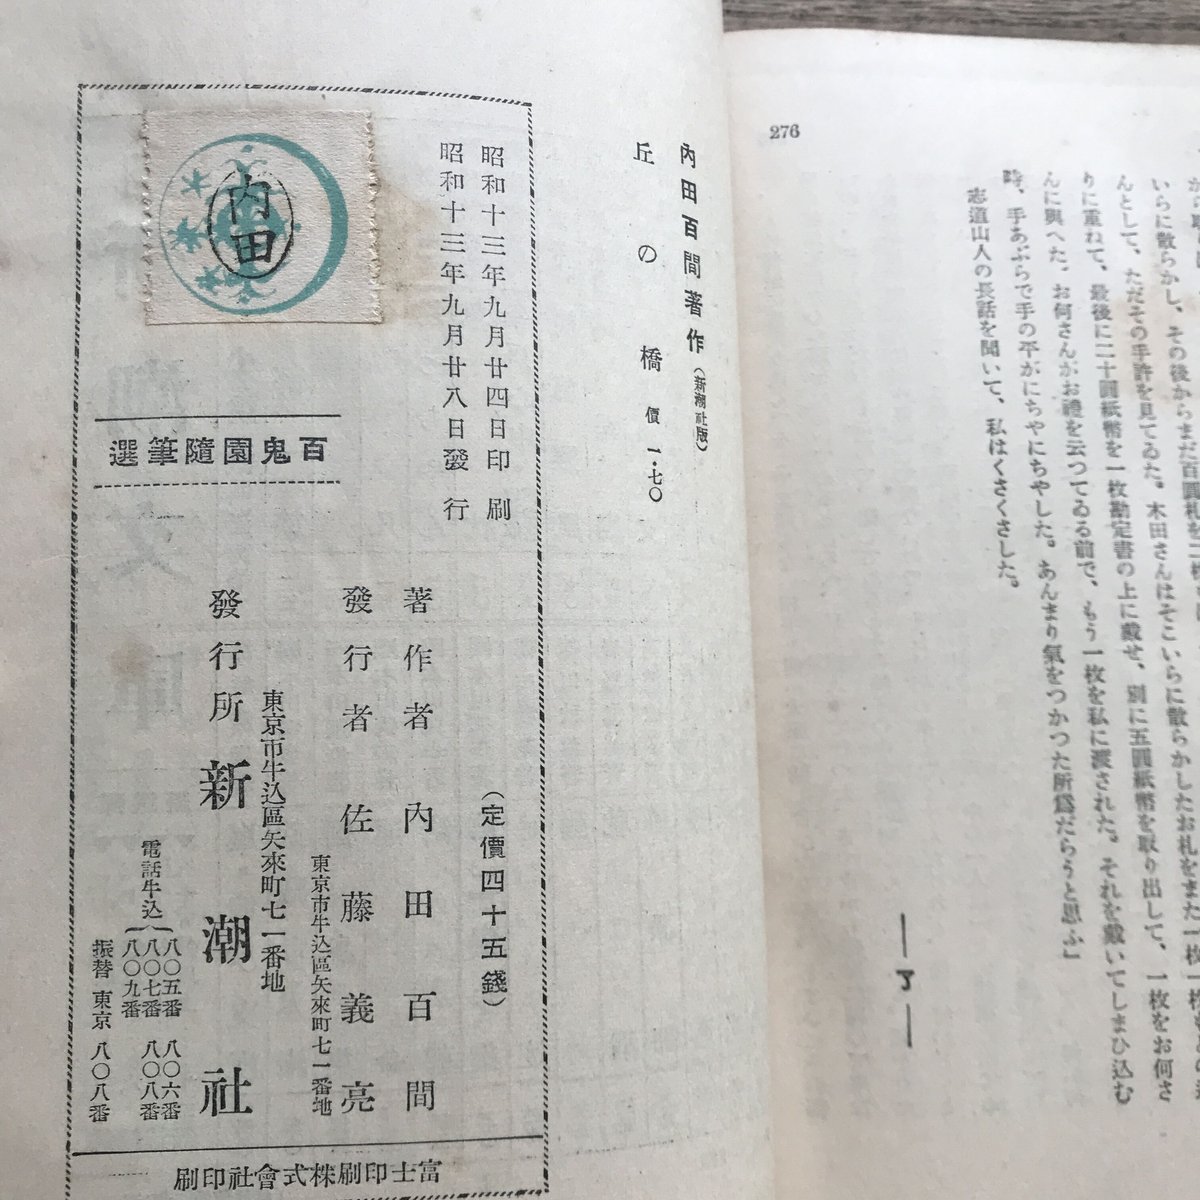 276
いらに散らかし、その後からまだ百圓札を二枚
んとして、ただその手許を見てゐた。木田さんはそこいらに散らかしたお札をまた一枚一枚もとの
りに重ねて、最後に二十圓紙幣を一枚勘定書の上に載せ、別に五圓紙幣を取り出して、一枚をお何さ
んに與へた。お何さんがお禮を云つてゐる前で、もう一枚を私に渡された。それを戴いてしまひ込む
時、手あぶらで手の平がにちやにちやした。あんまり氣をつかつた所爲だらうと思ふ」
志道山人の長話を聞いて、私はくさくさした。
―了―
內田百間著作（新潮社版）
丘の橋 價一・七〇
昭和十三年九月廿四日印刷
昭和十三年九月廿八日發行
內田
百鬼園隨筆選
（定價四十五錢）
著作者 內田百間
發行者 佐藤義亮
東京市牛込區矢來町七一番地
東京市牛込區矢來町七一番地
發行所 新潮社
電話牛込
八〇五番 八〇六番
八〇七番 八〇八番
八〇九番
振替 東京 八〇八番
富士印刷株式會社印刷